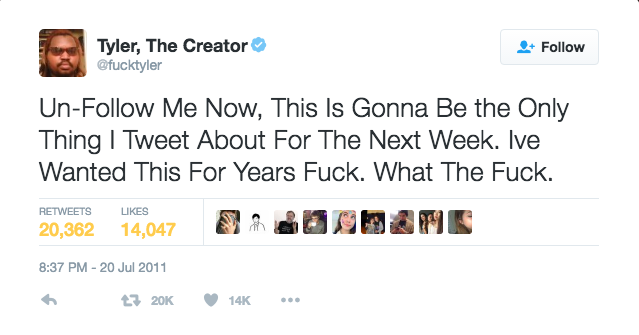 Tyler, The Creator
@fucktyler
Follow
Un-Follow Me Now, This Is Gonna Be the Only
Thing I Tweet About For The Next Week. Ive
Wanted This For Years Fuck. What The Fuck.
RETWEETS LIKES
20,362 14,047
8:37 PM - 20 Jul 2011
20K 14K